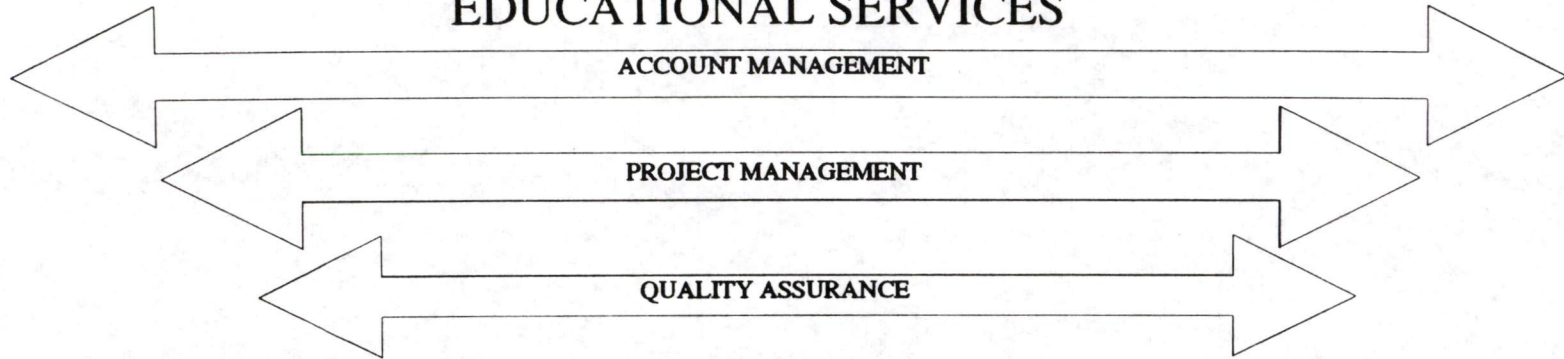 EDUCATIONAL SERVICES
ACCOUNT MANAGEMENT
PROJECT MANAGEMENT
QUALITY ASSURANCE